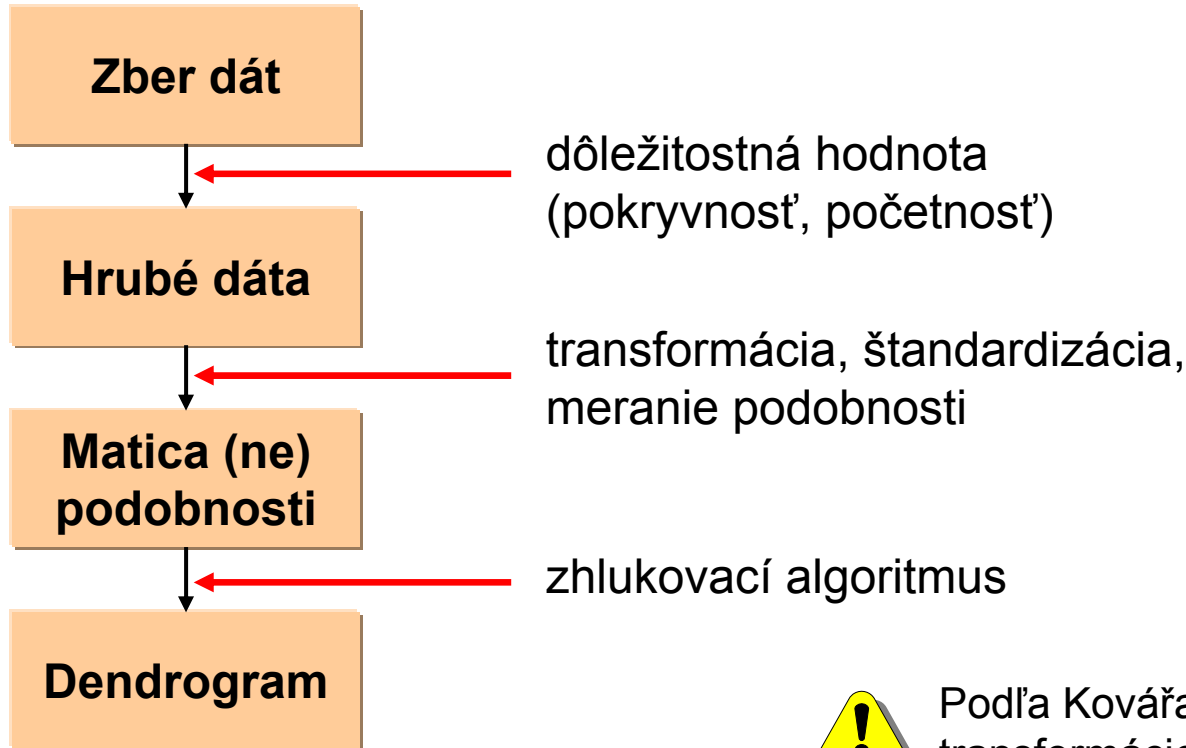 Zber dát
dôležitostná hodnota
(pokryvnosť, početnosť)
Hrubé dáta
transformácia, štandardizácia,
meranie podobnosti
Matica (ne)
podobnosti
zhlukovací algoritmus
Dendrogram
Podľa Kovářa